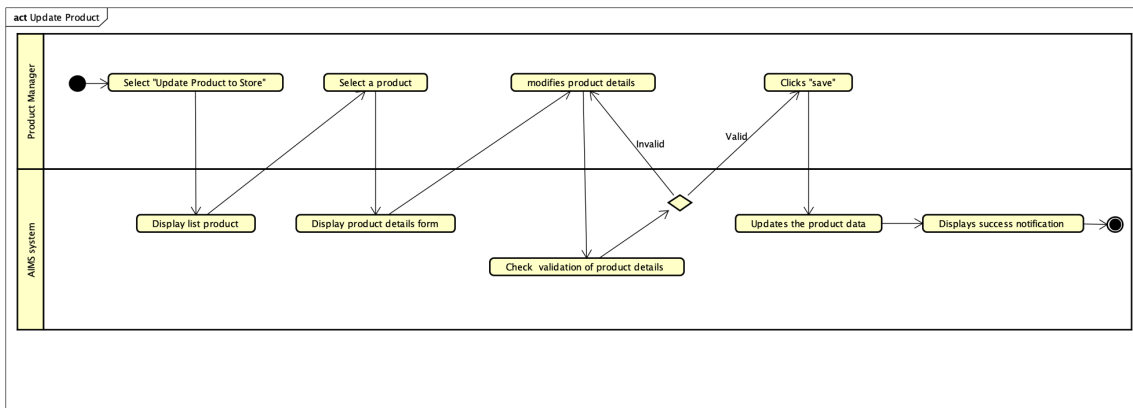 act Update Product
Product Manager
Select "Update Product to Store"
Select a product
modifies product details
Clicks "save"
Invalid
Valid
AIMS system
Display list product
Display product details form
Updates the product data
Displays success notification
Check validation of product details